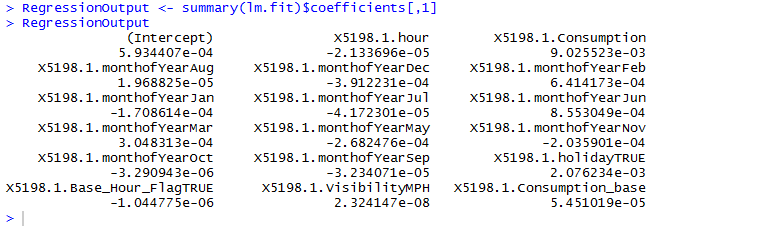 > RegressionOutput <- summary(lm.fit)$coefficients[,1]
> RegressionOutput
(Intercept) X5198.1.hour X5198.1.Consumption
5.934407e-04 -2.133696e-05 9.025523e-03
X5198.1.monthofYearAug X5198.1.monthofYearDec X5198.1.monthofYearFeb
1.968825e-05 -3.912231e-04 6.414173e-04
X5198.1.monthofYearJan X5198.1.monthofYearJul X5198.1.monthofYearJun
-1.708614e-04 -4.172301e-05 8.553049e-04
X5198.1.monthofYearMar X5198.1.monthofYearMay X5198.1.monthofYearNov
3.048313e-04 -2.682476e-04 -2.035901e-04
X5198.1.monthofYearOct X5198.1.monthofYearSep X5198.1.holidayTRUE
-3.290943e-06 -3.234071e-05 2.076234e-03
X5198.1.Base_Hour_FlagTRUE X5198.1.VisibilityMPH X5198.1.Consumption_base
-1.044775e-06 2.324147e-08 5.451019e-05
>